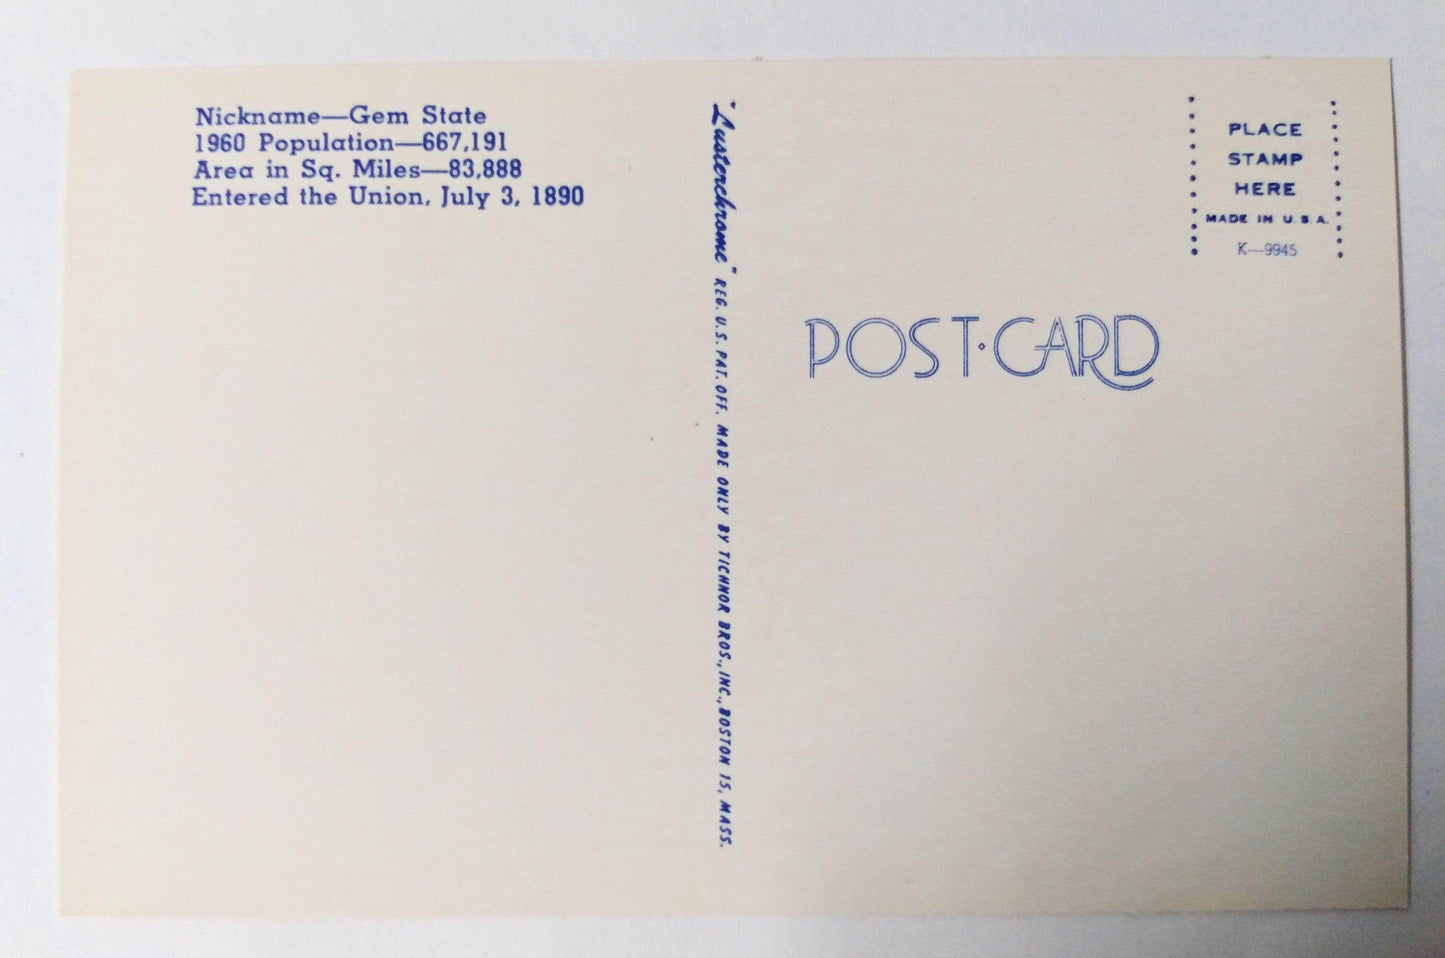 Nickname—Gem State
1960 Population—667,191
Area in Sq. Miles—83,888
Entered the Union, July 3, 1890
"Lusterchrome" REG. U.S. PAT. OFF. MADE ONLY BY TICHNOR BROS., INC., BOSTON 15, MASS.
PLACE
STAMP
HERE
MADE IN U.S.A.
K—9945
POST·CARD